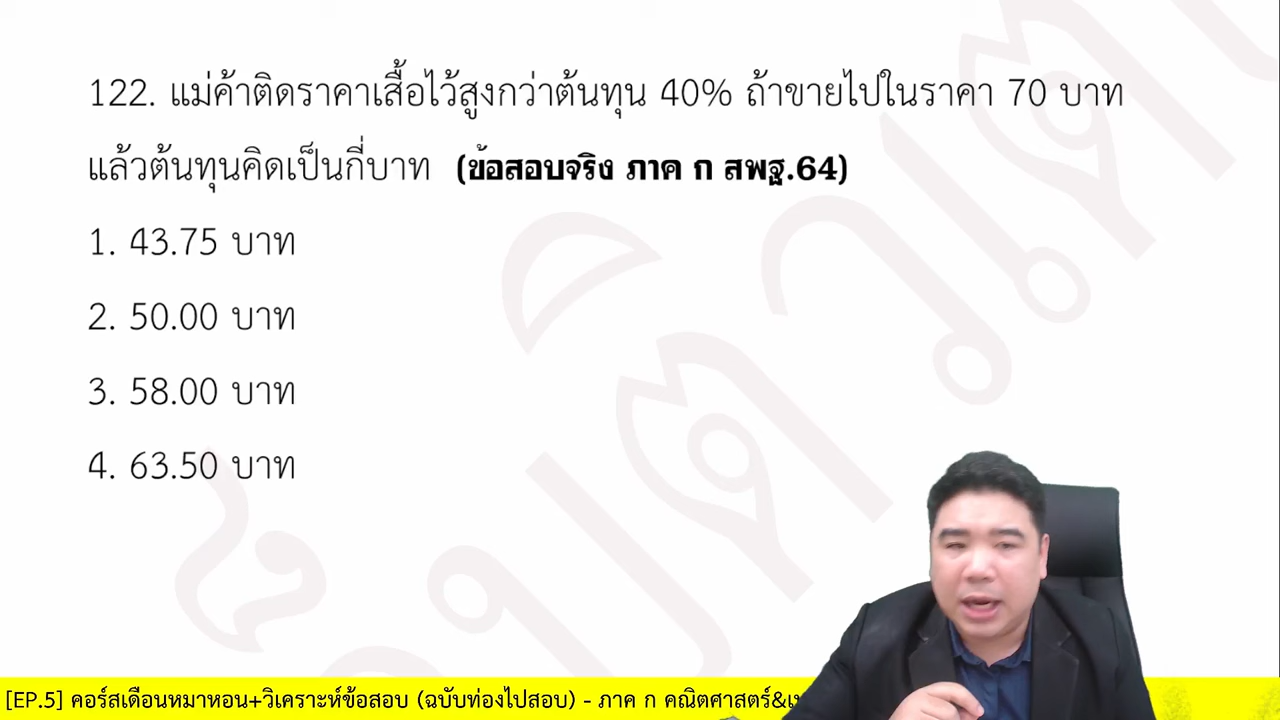 122. แม่ค้าติดราคาเสื้อไว้สูงกว่าต้นทุน 40% ถ้าขายไปในราคา 70 บาท
แล้วต้นทุนคิดเป็นกี่บาท (ข้อสอบจริง ภาค ก สพฐ.64)
1. 43.75 บาท
2. 50.00 บาท
3. 58.00 บาท
4. 63.50 บาท
[EP.5] คอร์สเดือนหมาหอน+วิเคราะห์ข้อสอบ (ฉบับท่องไปสอบ) - ภาค ก คณิตศาสตร์&